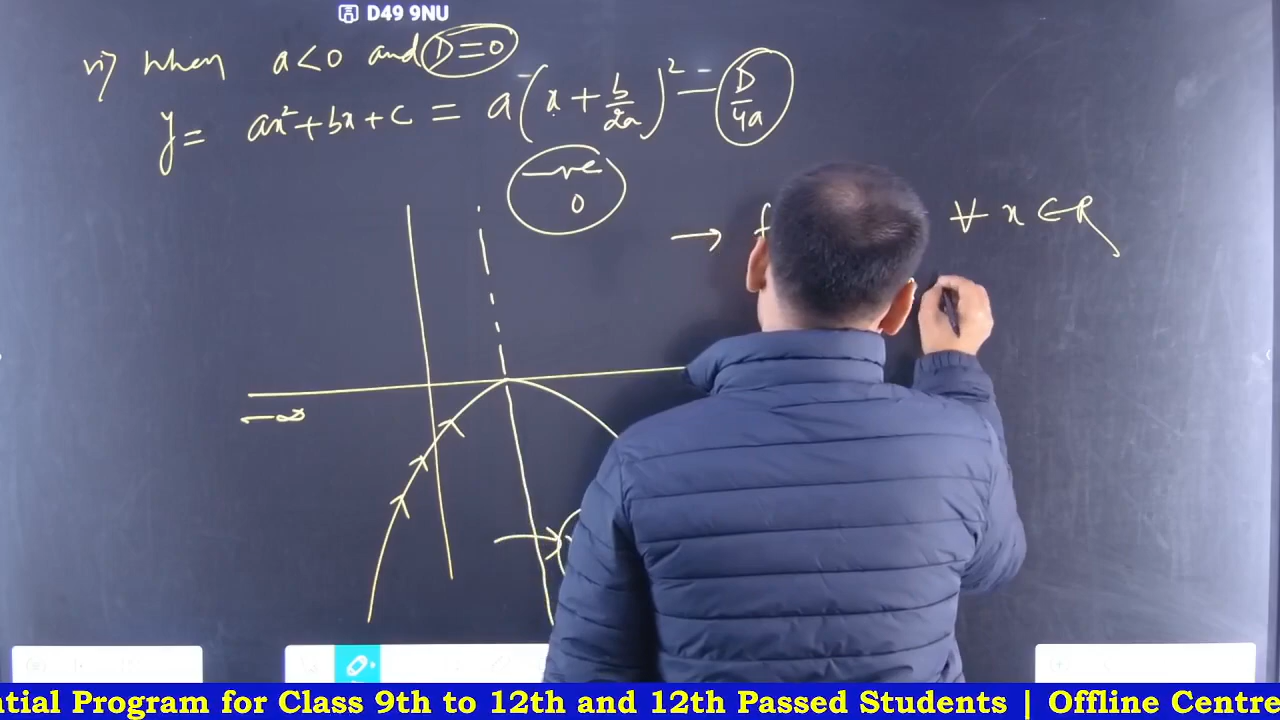 D49 9NU
vi) when a<0 and D=0
y= ax²+bx+c = a(x+b/2a)²-D/4a
-ve
0
→ f ∀ x ∈ R
-∞
ntial Program for Class 9th to 12th and 12th Passed Students | Offline Centre